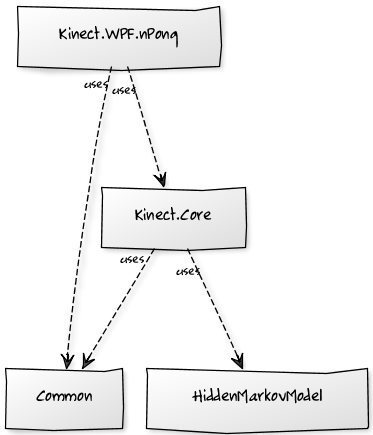 Kinect.WPF.nPong
uses
uses
Kinect.Core
uses
uses
Common
HiddenMarkovModel